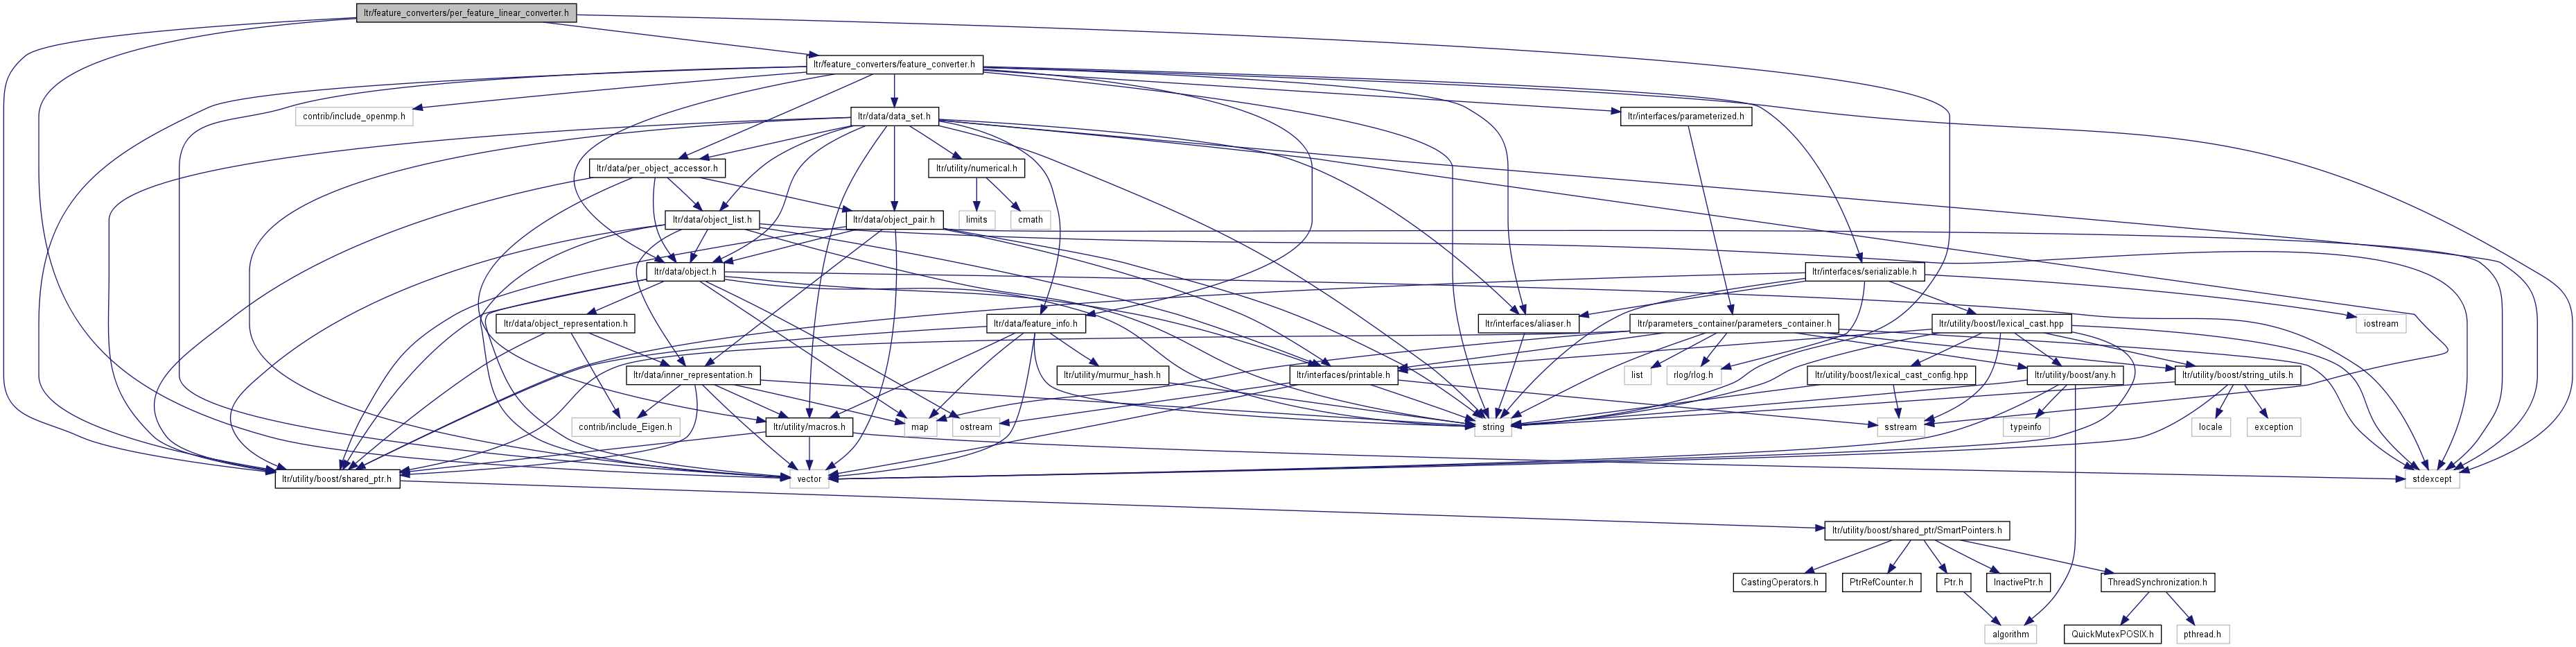 ltr/feature_converters/per_feature_linear_converter.h
ltr/feature_converters/feature_converter.h
contrib/include_openmp.h
ltr/data/data_set.h
ltr/interfaces/parameterized.h
ltr/data/per_object_accessor.h
ltr/utility/numerical.h
ltr/data/object_list.h
ltr/data/object_pair.h
limits
cmath
ltr/data/object.h
ltr/interfaces/serializable.h
ltr/data/object_representation.h
ltr/data/feature_info.h
ltr/interfaces/aliaser.h
ltr/parameters_container/parameters_container.h
ltr/utility/boost/lexical_cast.hpp
iostream
ltr/data/inner_representation.h
ltr/utility/murmur_hash.h
ltr/interfaces/printable.h
list
rlog/rlog.h
ltr/utility/boost/lexical_cast_config.hpp
ltr/utility/boost/any.h
ltr/utility/boost/string_utils.h
contrib/include_Eigen.h
ltr/utility/macros.h
map
ostream
string
sstream
typeinfo
locale
exception
ltr/utility/boost/shared_ptr.h
vector
stdexcept
ltr/utility/boost/shared_ptr/SmartPointers.h
CastingOperators.h
PtrRefCounter.h
Ptr.h
InactivePtr.h
ThreadSynchronization.h
algorithm
QuickMutexPOSIX.h
pthread.h